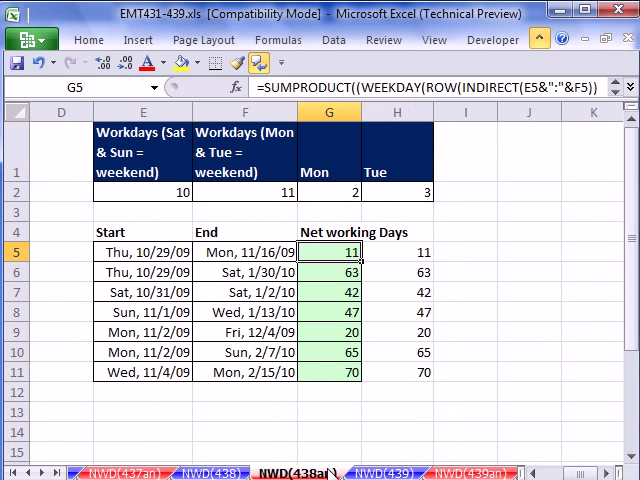 EMT431-439.xls [Compatibility Mode] - Microsoft Excel (Technical Preview)
Home Insert Page Layout Formulas Data Review View Developer
G5 fx =SUMPRODUCT((WEEKDAY(ROW(INDIRECT(E5&":"&F5))
D E F G H I J K
Workdays (Sat Workdays (Mon
& Sun = & Tue =
1 weekend) weekend) Mon Tue
2 10 11 2 3
3
4 Start End Net working Days
5 Thu, 10/29/09 Mon, 11/16/09 11 11
6 Thu, 10/29/09 Sat, 1/30/10 63 63
7 Sat, 10/31/09 Sat, 1/2/10 42 42
8 Sun, 11/1/09 Wed, 1/13/10 47 47
9 Mon, 11/2/09 Fri, 12/4/09 20 20
10 Mon, 11/2/09 Sun, 2/7/10 65 65
11 Wed, 11/4/09 Mon, 2/15/10 70 70
12
13
14
15
NWD(437an) NWD(438) NWD(438an) NWD(439) NWD(439an)